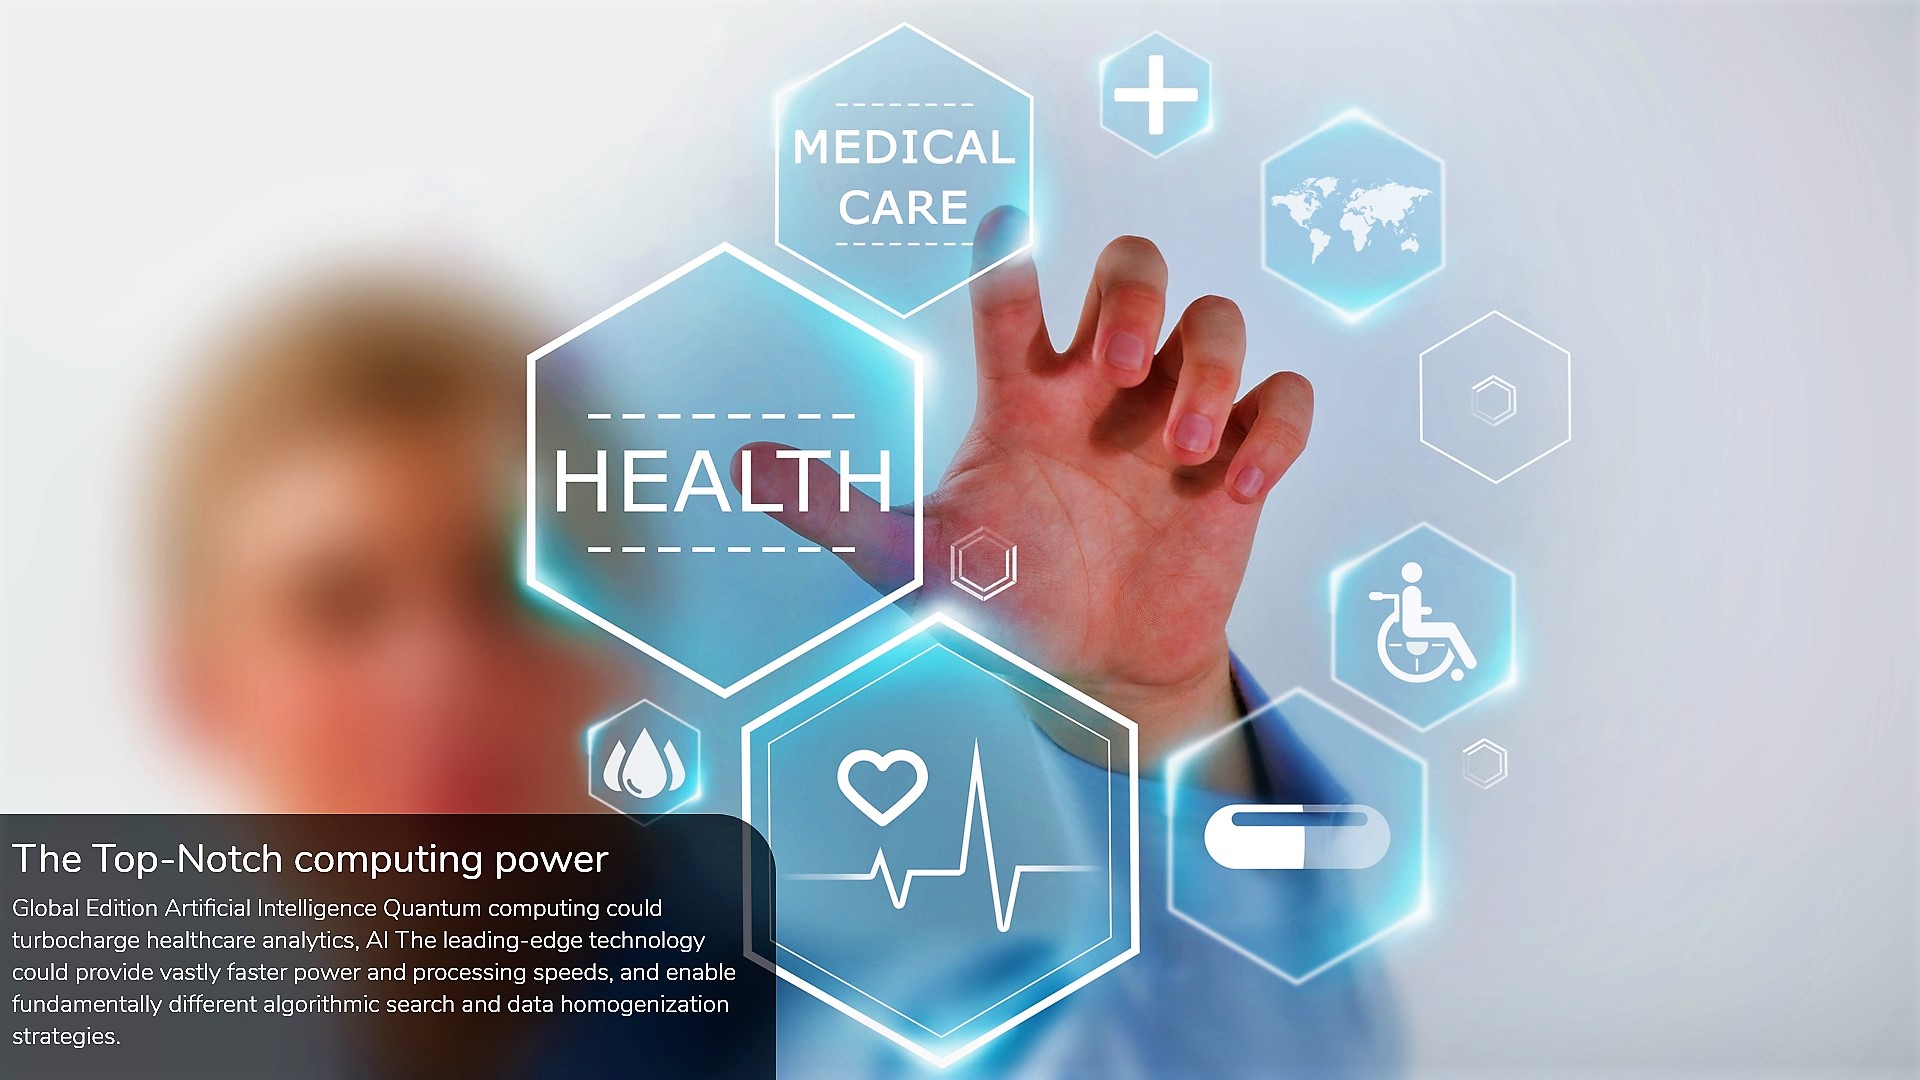 MEDICAL
CARE
HEALTH
The Top-Notch computing power
Global Edition Artificial Intelligence Quantum computing could
turbocharge healthcare analytics, AI The leading-edge technology
could provide vastly faster power and processing speeds, and enable
fundamentally different algorithmic search and data homogenization
strategies.